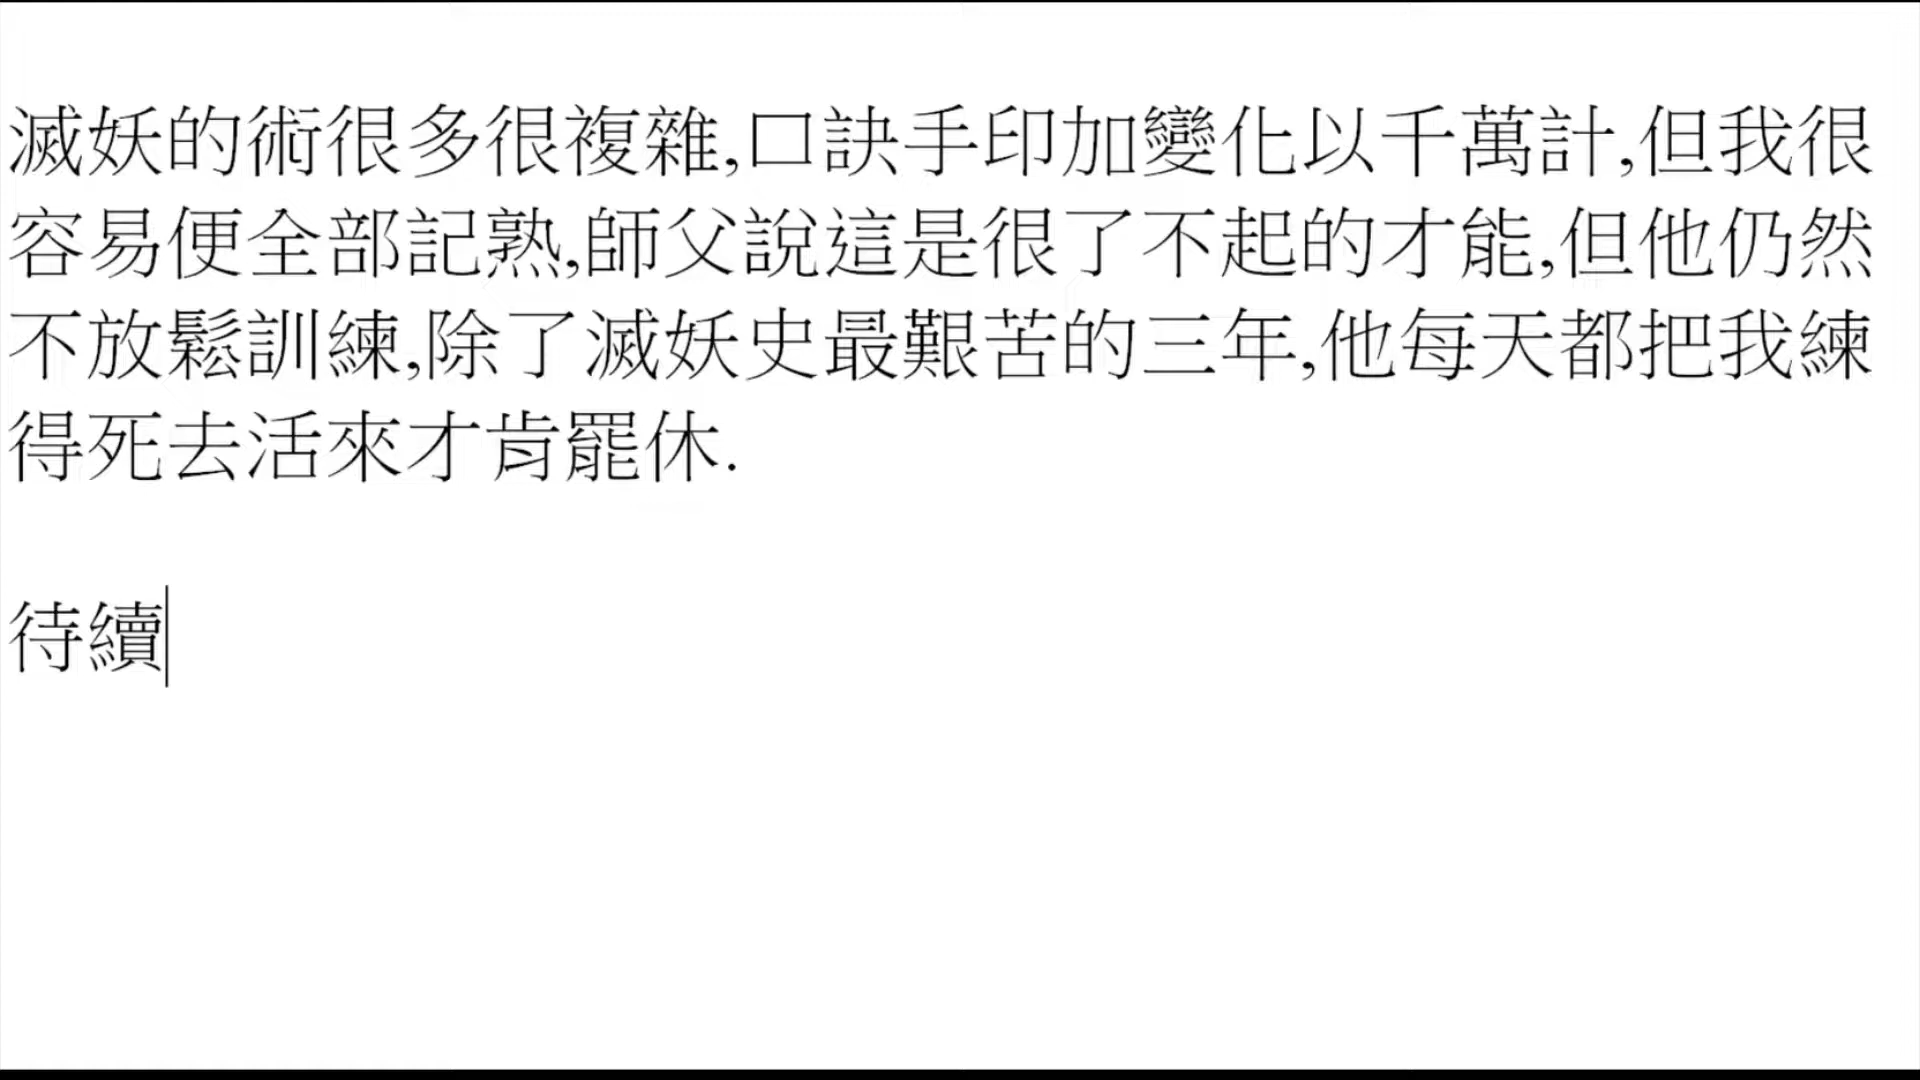 滅妖的術很多很複雜,口訣手印加變化以千萬計,但我很
容易便全部記熟,師父說這是很了不起的才能,但他仍然
不放鬆訓練,除了滅妖史最艱苦的三年,他每天都把我練
得死去活來才肯罷休.
待續